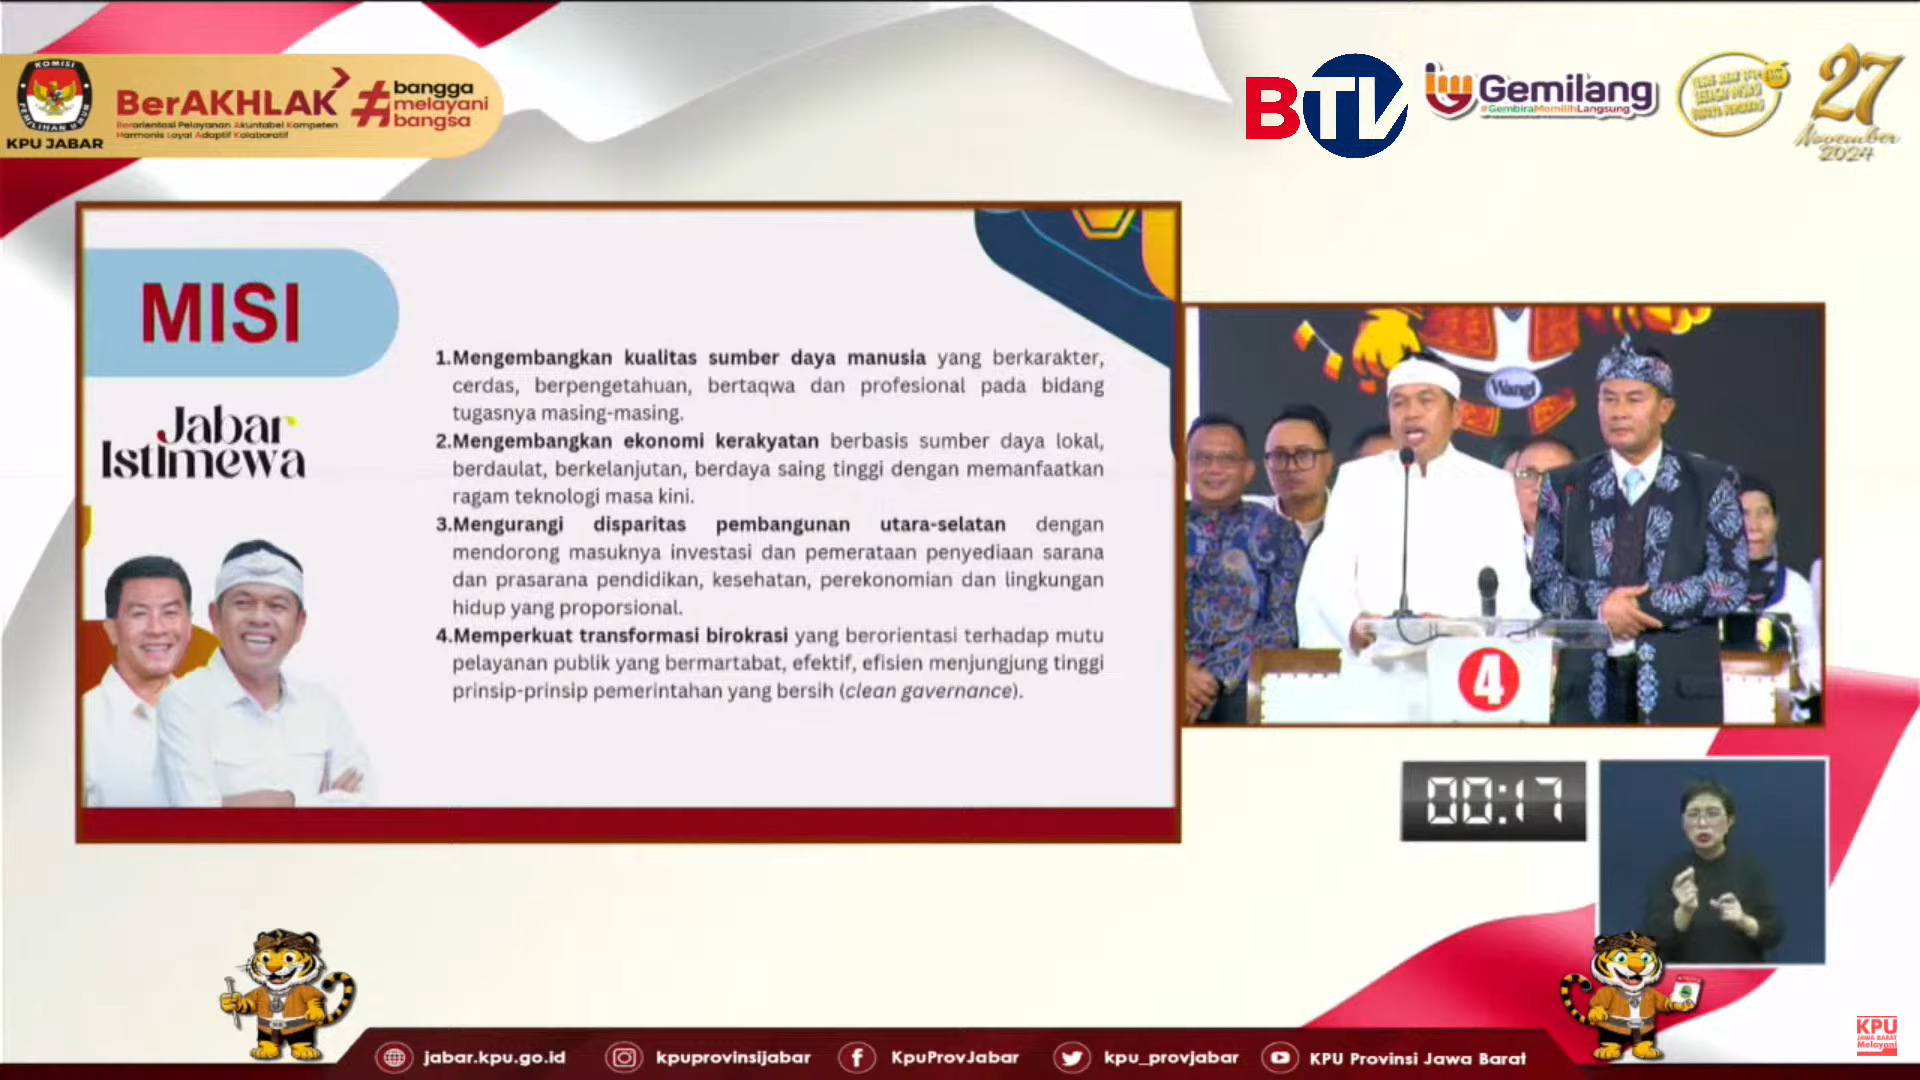 KOMISI
PEMILIHAN UMUM
KPU JABAR
BerAKHLAK
Berorientasi Pelayanan Akuntabel Kompeten
Harmonis Loyal Adaptif Kolaboratif
#bangga
melayani
bangsa
BTV
Gemilang
#GembiraMemilihLangsung
27
November
2024
MISI
Jabar
Istimewa
1.Mengembangkan kualitas sumber daya manusia yang berkarakter,
cerdas, berpengetahuan, bertaqwa dan profesional pada bidang
tugasnya masing-masing.
2.Mengembangkan ekonomi kerakyatan berbasis sumber daya lokal,
berdaulat, berkelanjutan, berdaya saing tinggi dengan memanfaatkan
ragam teknologi masa kini.
3.Mengurangi disparitas pembangunan utara-selatan dengan
mendorong masuknya investasi dan pemerataan penyediaan sarana
dan prasarana pendidikan, kesehatan, perekonomian dan lingkungan
hidup yang proporsional.
4.Memperkuat transformasi birokrasi yang berorientasi terhadap mutu
pelayanan publik yang bermartabat, efektif, efisien menjungjung tinggi
prinsip-prinsip pemerintahan yang bersih (clean gavernance).
Wangi
4
00:17
jabar.kpu.go.id
kpuprovinsijabar
KpuProvJabar
kpu_provjabar
KPU Provinsi Jawa Barat
KPU
JAWA BARAT
Melayani